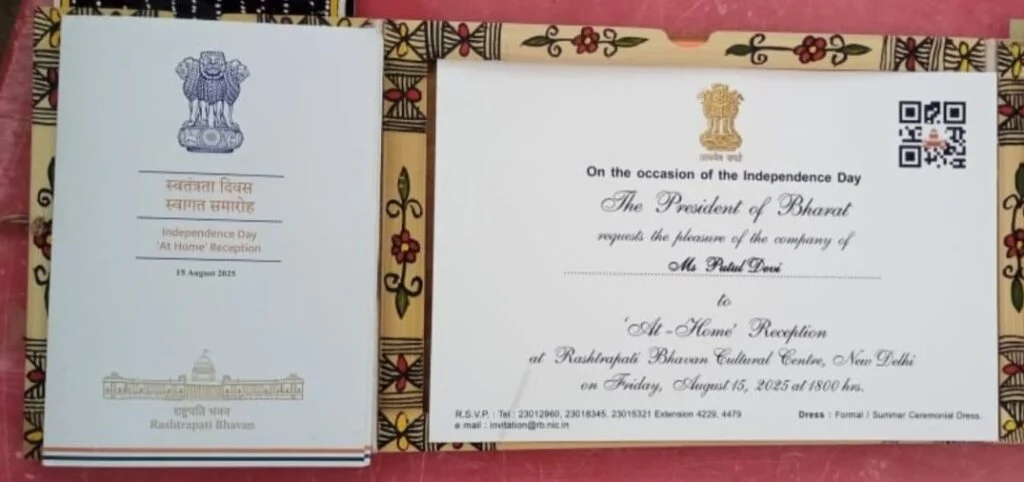 स्वतंत्रता दिवस
स्वागत समारोह
Independence Day
'At Home' Reception
15 August 2025
राष्ट्रपति भवन
Rashtrapati Bhavan
सत्यमेव जयते
On the occasion of the Independence Day
The President of Bharat
requests the pleasure of the company of
Ms Putul Devi
to
'At-Home' Reception
at Rashtrapati Bhavan Cultural Centre, New Delhi
on Friday, August 15, 2025 at 1800 hrs.
R.S.V.P. : Tel : 23012960, 23016345, 23015321 Extension 4229, 4479
e mail : invitation@rb.nic.in
Dress : Formal / Summer Ceremonial Dress.